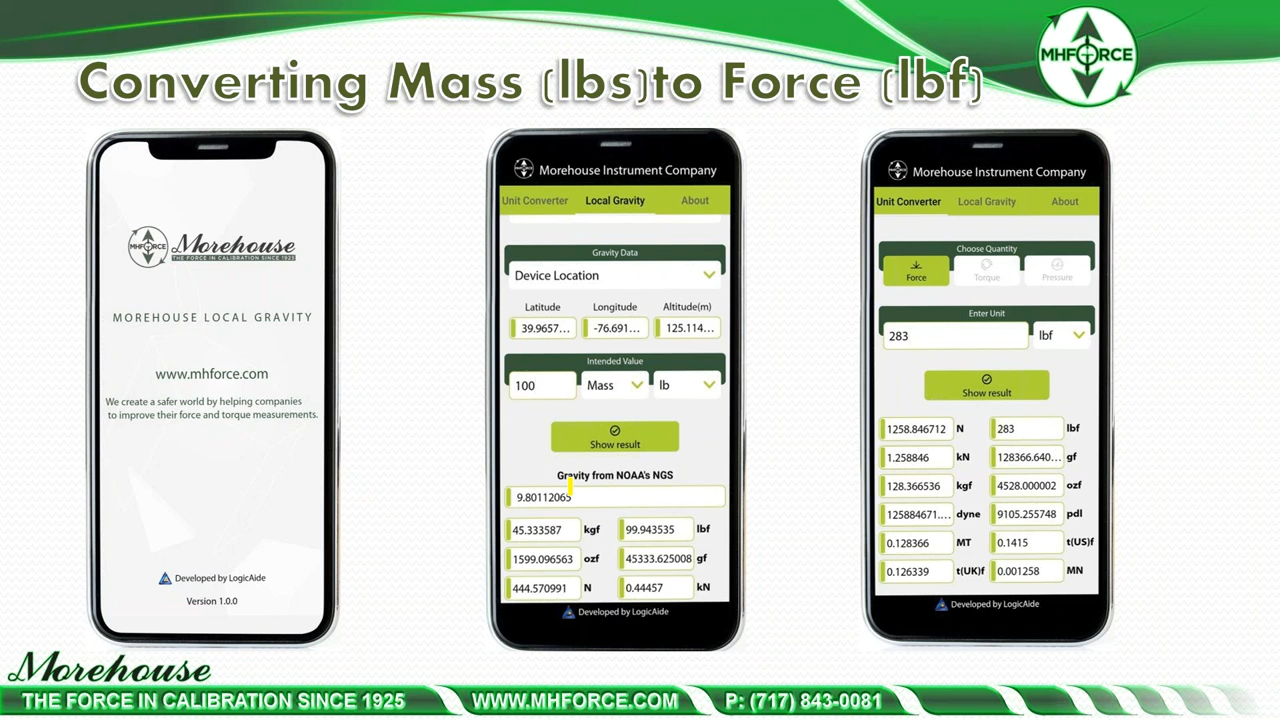 Converting Mass (lbs)to Force (lbf)
MHFORCE
MHFORCE
Morehouse
THE FORCE IN CALIBRATION SINCE 1925
MOREHOUSE LOCAL GRAVITY
www.mhforce.com
We create a safer world by helping companies
to improve their force and torque measurements.
Developed by LogicAide
Version 1.0.0
Morehouse Instrument Company
Unit Converter Local Gravity About
Gravity Data
Device Location
Latitude Longitude Altitude(m)
39.9657... -76.691... 125.114...
Intended Value
100 Mass lb
Show result
Gravity from NOAA's NGS
9.80112065
45.333587 kgf 99.943535 lbf
1599.096563 ozf 45333.625008 gf
444.570991 N 0.44457 kN
Developed by LogicAide
Morehouse Instrument Company
Unit Converter Local Gravity About
Choose Quantity
Force Torque Pressure
Enter Unit
283 lbf
Show result
1258.846712 N 283 lbf
1.258846 kN 128366.640... gf
128.366536 kgf 4528.000002 ozf
125884671.... dyne 9105.255748 pdl
0.128366 MT 0.1415 t(US)f
0.126339 t(UK)f 0.001258 MN
Developed by LogicAide
Morehouse
THE FORCE IN CALIBRATION SINCE 1925 WWW.MHFORCE.COM P: (717) 843-0081